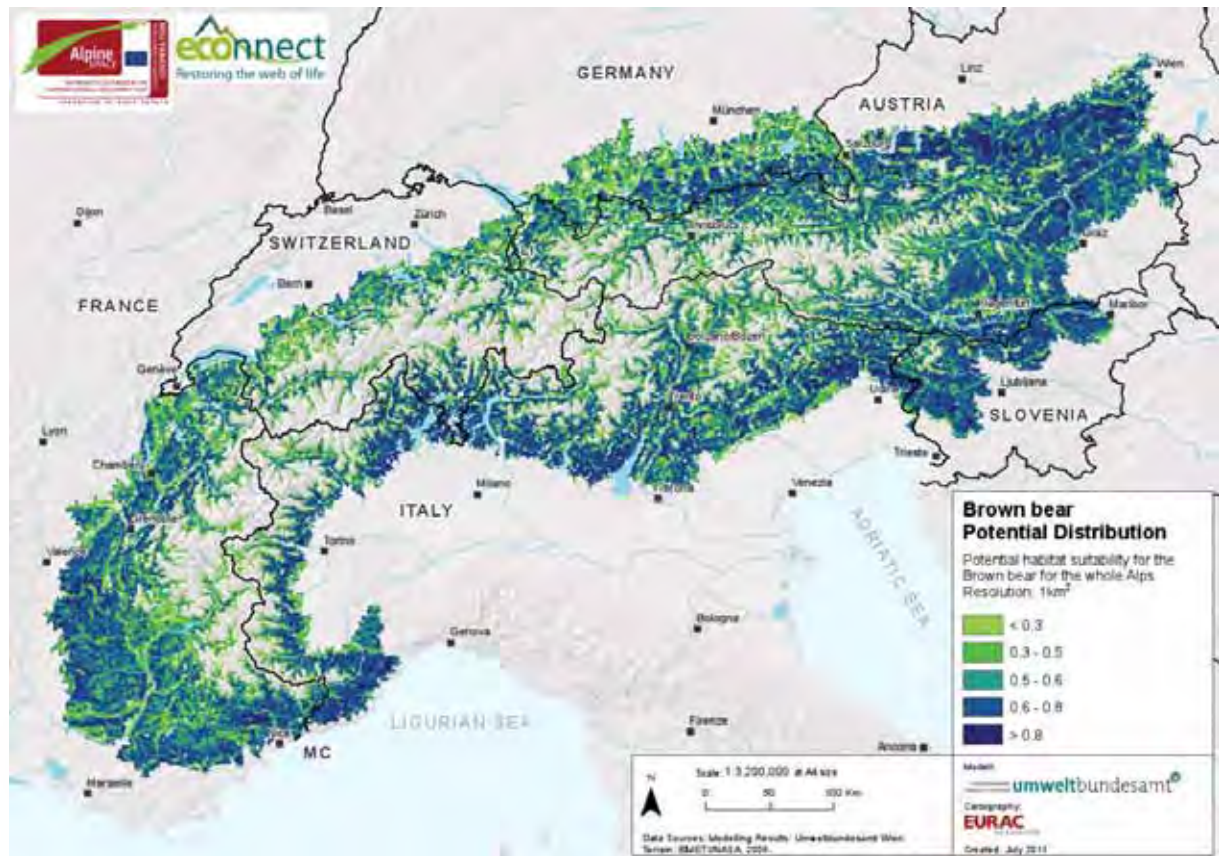 Alpine
SPACE
econnect
Restoring the web of life
GERMANY
Linz
Wien
München
AUSTRIA
Salzburg
Dijon
Basel
Zürich
SWITZERLAND
Innsbruck
Graz
Bern
FRANCE
Klagenfurt
Maribor
Bolzano/Bozen
Genève
Ljubljana
Udine
SLOVENIA
Lyon
Trento
Trieste
Chambéry
Milano
Verona
Venezia
ITALY
Grenoble
Valence
Torino
ADRIATIC SEA
Genova
Bologna
LIGURIAN SEA
Nice
MC
Firenze
Ancona
Marseille
Brown bear
Potential Distribution
Potential habitat suitability for the
Brown bear for the whole Alps
Resolution: 1km²
< 0.3
0.3 - 0.5
0.5 - 0.6
0.6 - 0.8
> 0.8
N
Scale: 1:3,200,000 at A4 size
0 50 100 Km
Data Sources: Modelling Results: Umweltbundesamt Wien
Model:
umweltbundesamt
Cartography:
EURAC
Created: July 2011